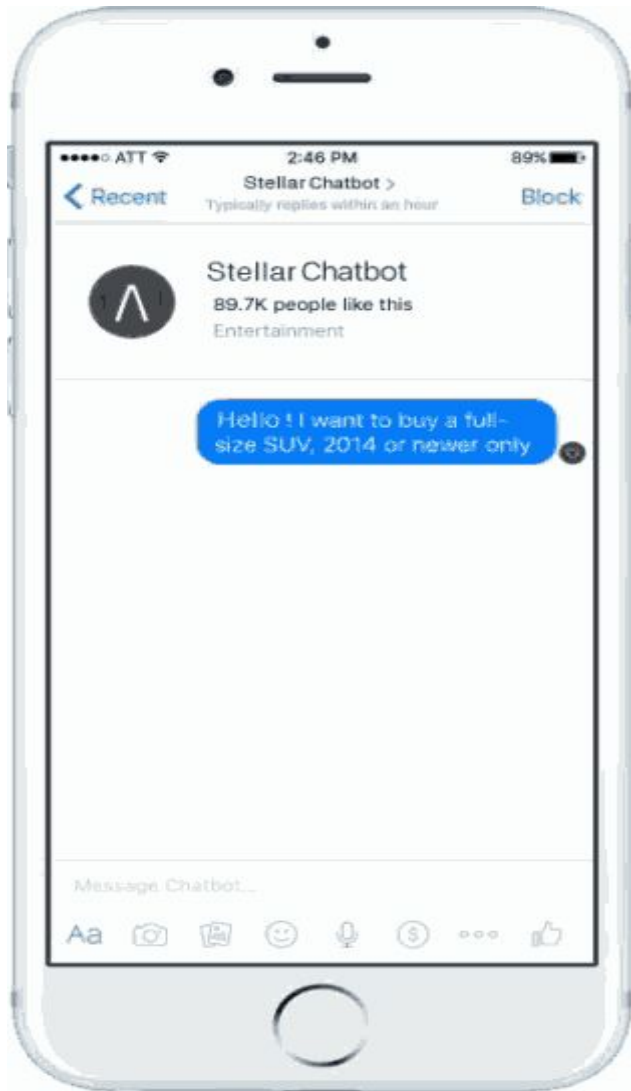 ATT 2:46 PM 89%
Recent Stellar Chatbot > Block
Typically replies within an hour
Stellar Chatbot
89.7K people like this
Entertainment
Hello ! I want to buy a full-
size SUV, 2014 or newer only
Message Chatbot...
Aa